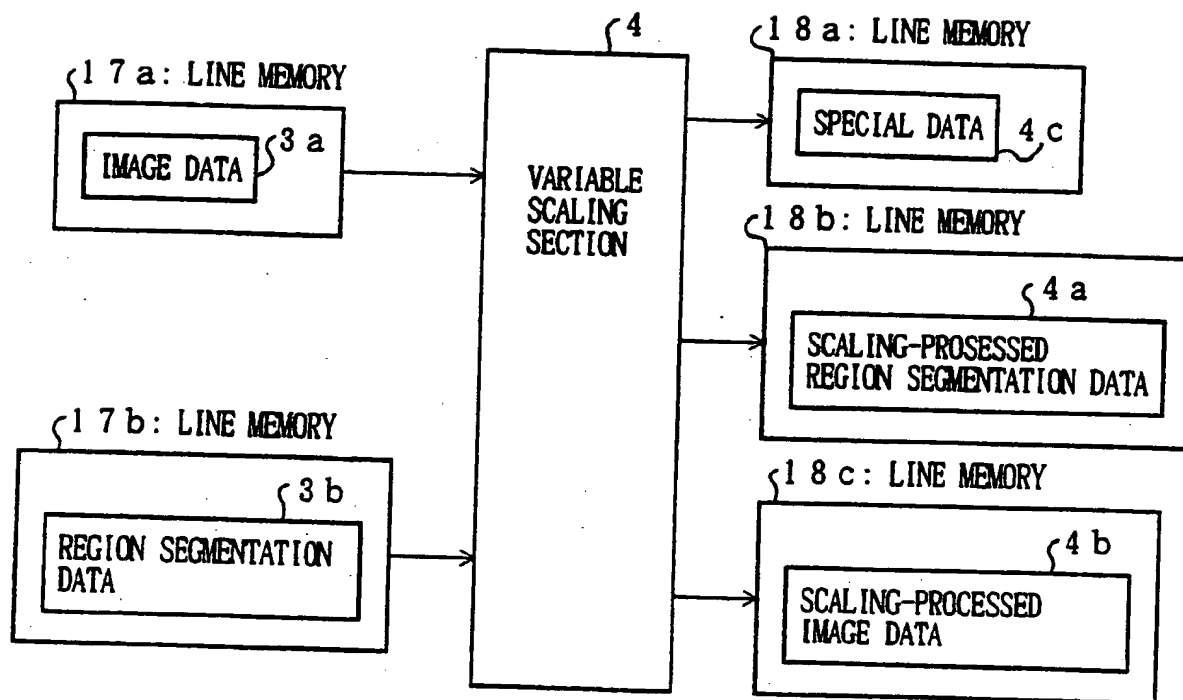 17a: LINE MEMORY
IMAGE DATA
3a
4
VARIABLE
SCALING
SECTION
18a: LINE MEMORY
SPECIAL DATA
4c
18b: LINE MEMORY
4a
SCALING-PROSESSED
REGION SEGMENTATION DATA
17b: LINE MEMORY
3b
REGION SEGMENTATION
DATA
18c: LINE MEMORY
4b
SCALING-PROCESSED
IMAGE DATA